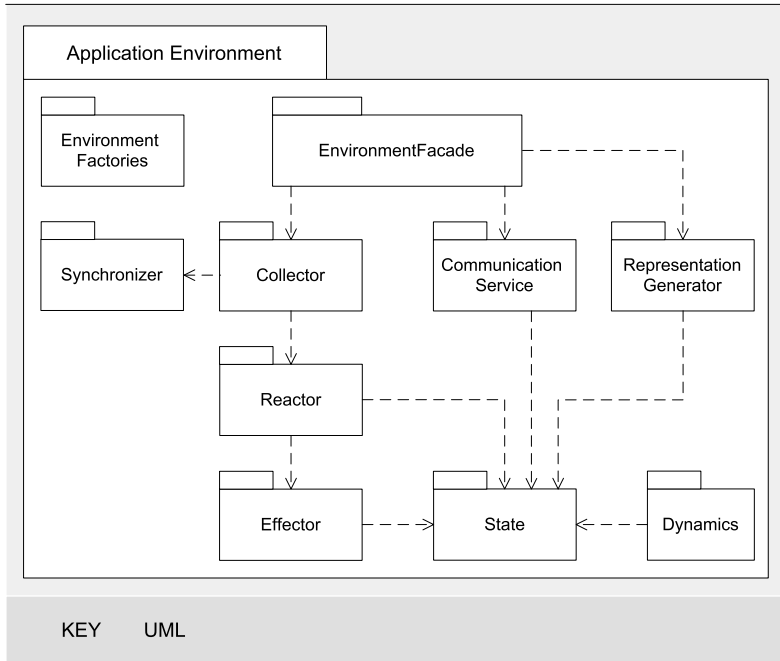 Application Environment
Environment
Factories
EnvironmentFacade
Synchronizer
Collector
Communication
Service
Representation
Generator
Reactor
Effector
State
Dynamics
KEY UML